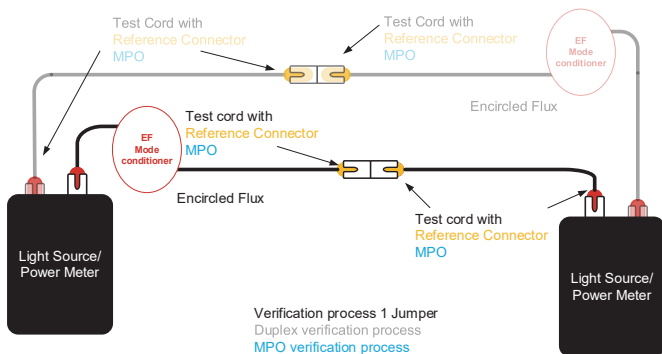 Test Cord with
Reference Connector
MPO
Test Cord with
Reference Connector
MPO
EF
Mode
conditioner
Encircled Flux
EF
Mode
conditioner
Test cord with
Reference Connector
MPO
Encircled Flux
Test cord with
Reference Connector
MPO
Light Source/
Power Meter
Light Source/
Power Meter
Verification process 1 Jumper
Duplex verification process
MPO verification process